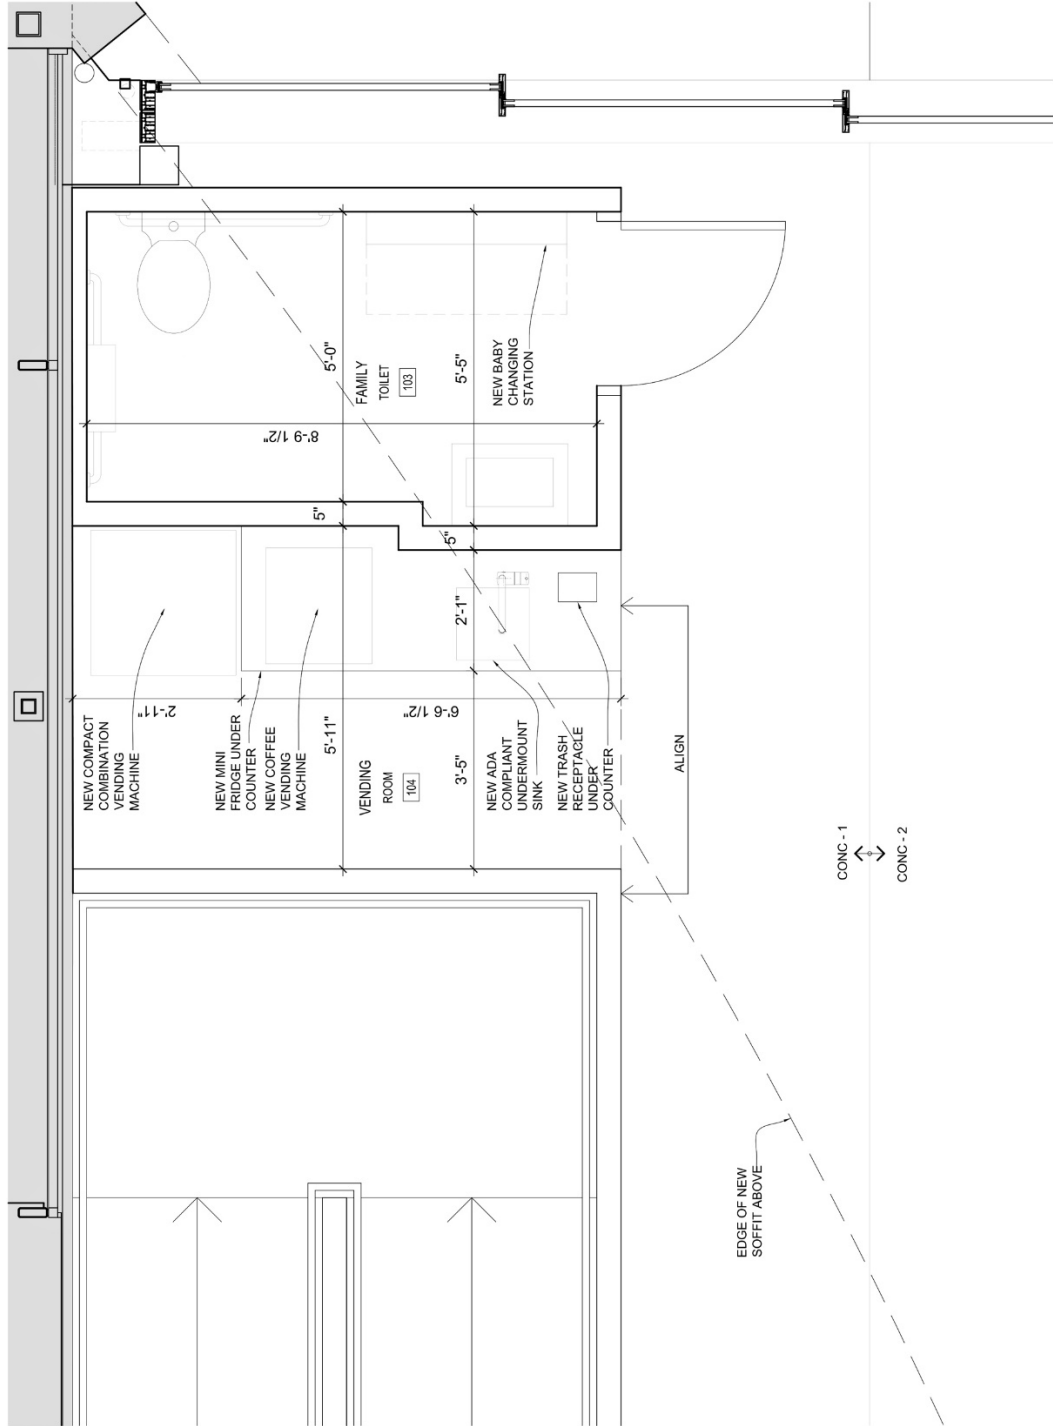 5'-0"
5'-5"
FAMILY
TOILET
103
NEW BABY
CHANGING
STATION
8'-9 1/2"
5"
5"
2'-1"
2'-11"
6'-6 1/2"
5'-11"
3'-5"
NEW COMPACT
COMBINATION
VENDING
MACHINE
NEW MINI
FRIDGE UNDER
COUNTER
NEW COFFEE
VENDING
MACHINE
VENDING
ROOM
104
NEW ADA
COMPLIANT
UNDERMOUNT
SINK
NEW TRASH
RECEPTACLE
UNDER
COUNTER
ALIGN
CONC - 1
CONC - 2
EDGE OF NEW
SOFFIT ABOVE